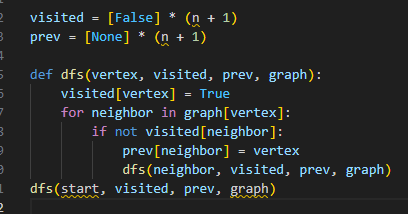 visited = [False] * (n + 1)
prev = [None] * (n + 1)
def dfs(vertex, visited, prev, graph):
    visited[vertex] = True
    for neighbor in graph[vertex]:
        if not visited[neighbor]:
            prev[neighbor] = vertex
            dfs(neighbor, visited, prev, graph)
dfs(start, visited, prev, graph)